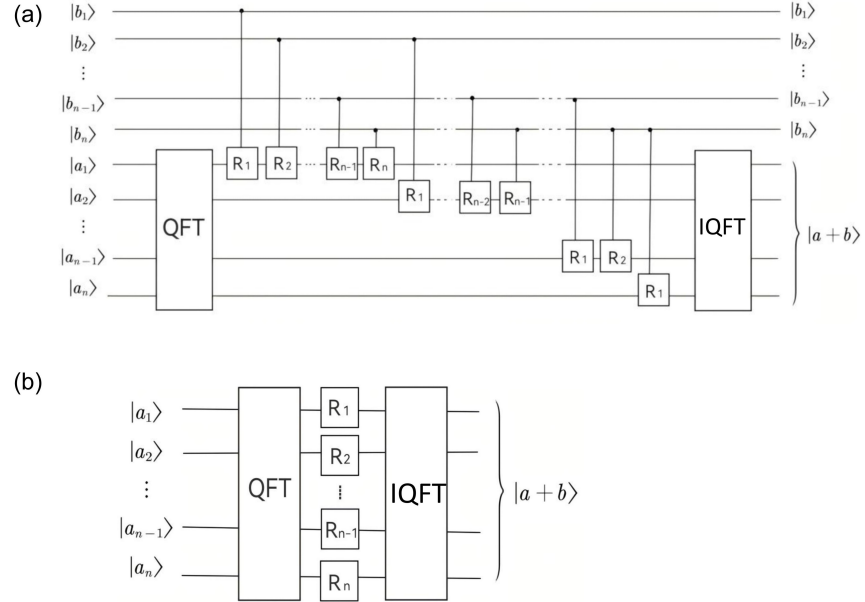 (a)
|b₁⟩ |b₁⟩
|b₂⟩ |b₂⟩
⋮ ⋮
|bₙ₋₁⟩ ... ... ... |bₙ₋₁⟩
|bₙ⟩ |bₙ⟩
|a₁⟩ R₁ R₂ ... Rₙ₋₁ Rₙ
|a₂⟩ R₁ Rₙ₋₂ Rₙ₋₁
⋮ QFT IQFT |a + b⟩
|aₙ₋₁⟩ R₁ R₂
|aₙ⟩ R₁
(b)
|a₁⟩ R₁
|a₂⟩ R₂
⋮ QFT ⋮ IQFT |a + b⟩
|aₙ₋₁⟩ Rₙ₋₁
|aₙ⟩ Rₙ